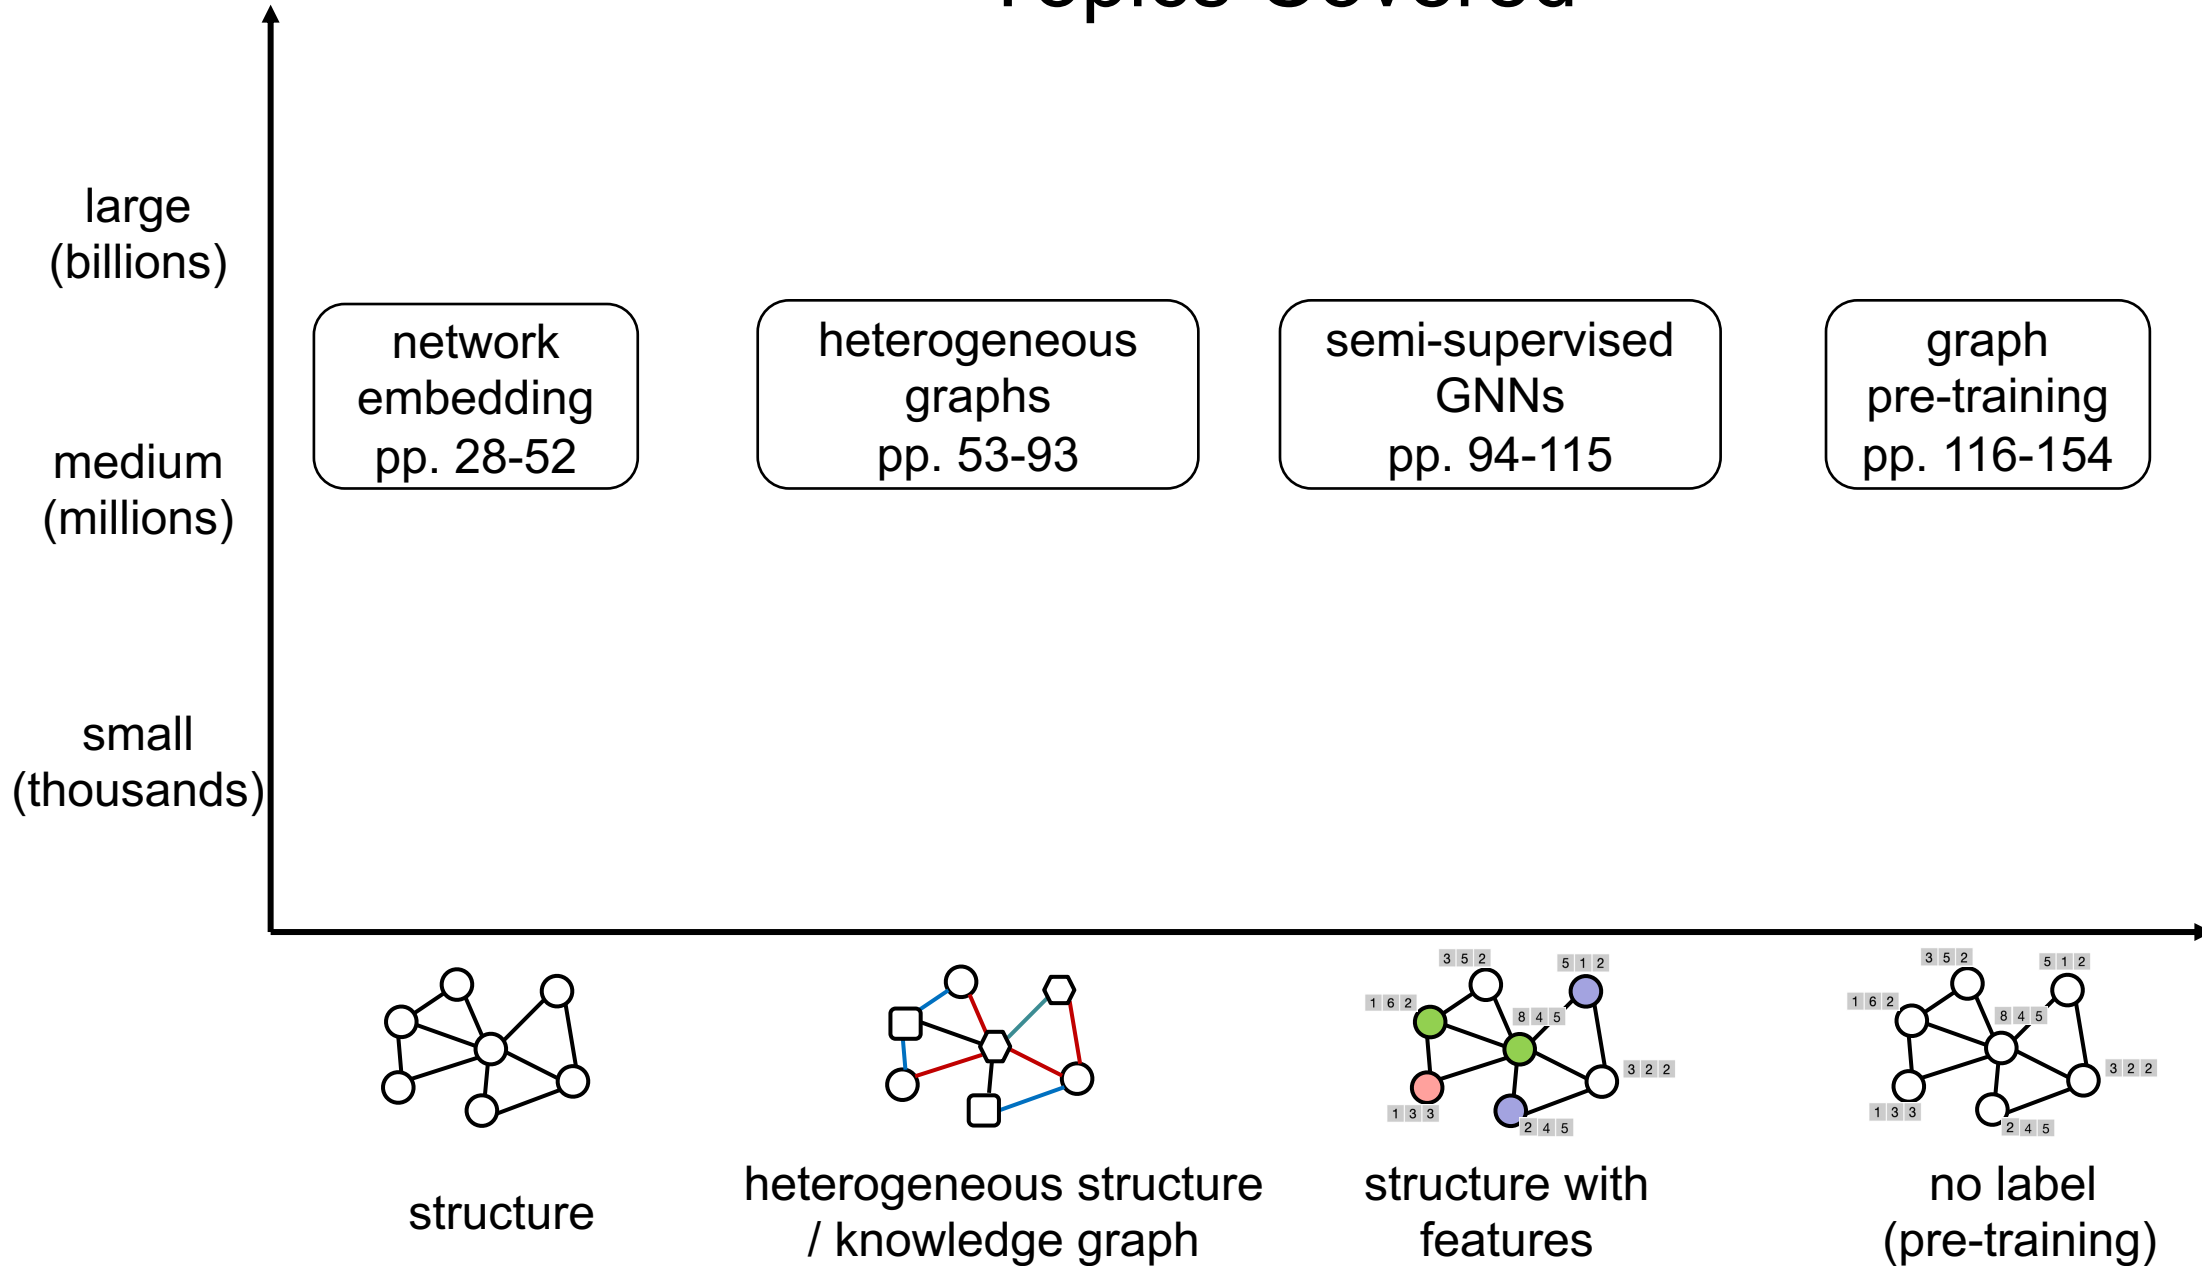 Topics Covered
large
(billions)
medium
(millions)
small
(thousands)
network
embedding
pp. 28-52
heterogeneous
graphs
pp. 53-93
semi-supervised
GNNs
pp. 94-115
graph
pre-training
pp. 116-154
3 5 2
5 1 2
1 6 2
8 4 5
3 2 2
1 3 3
2 4 5
3 5 2
5 1 2
1 6 2
8 4 5
3 2 2
1 3 3
2 4 5
structure
heterogeneous structure
/ knowledge graph
structure with
features
no label
(pre-training)